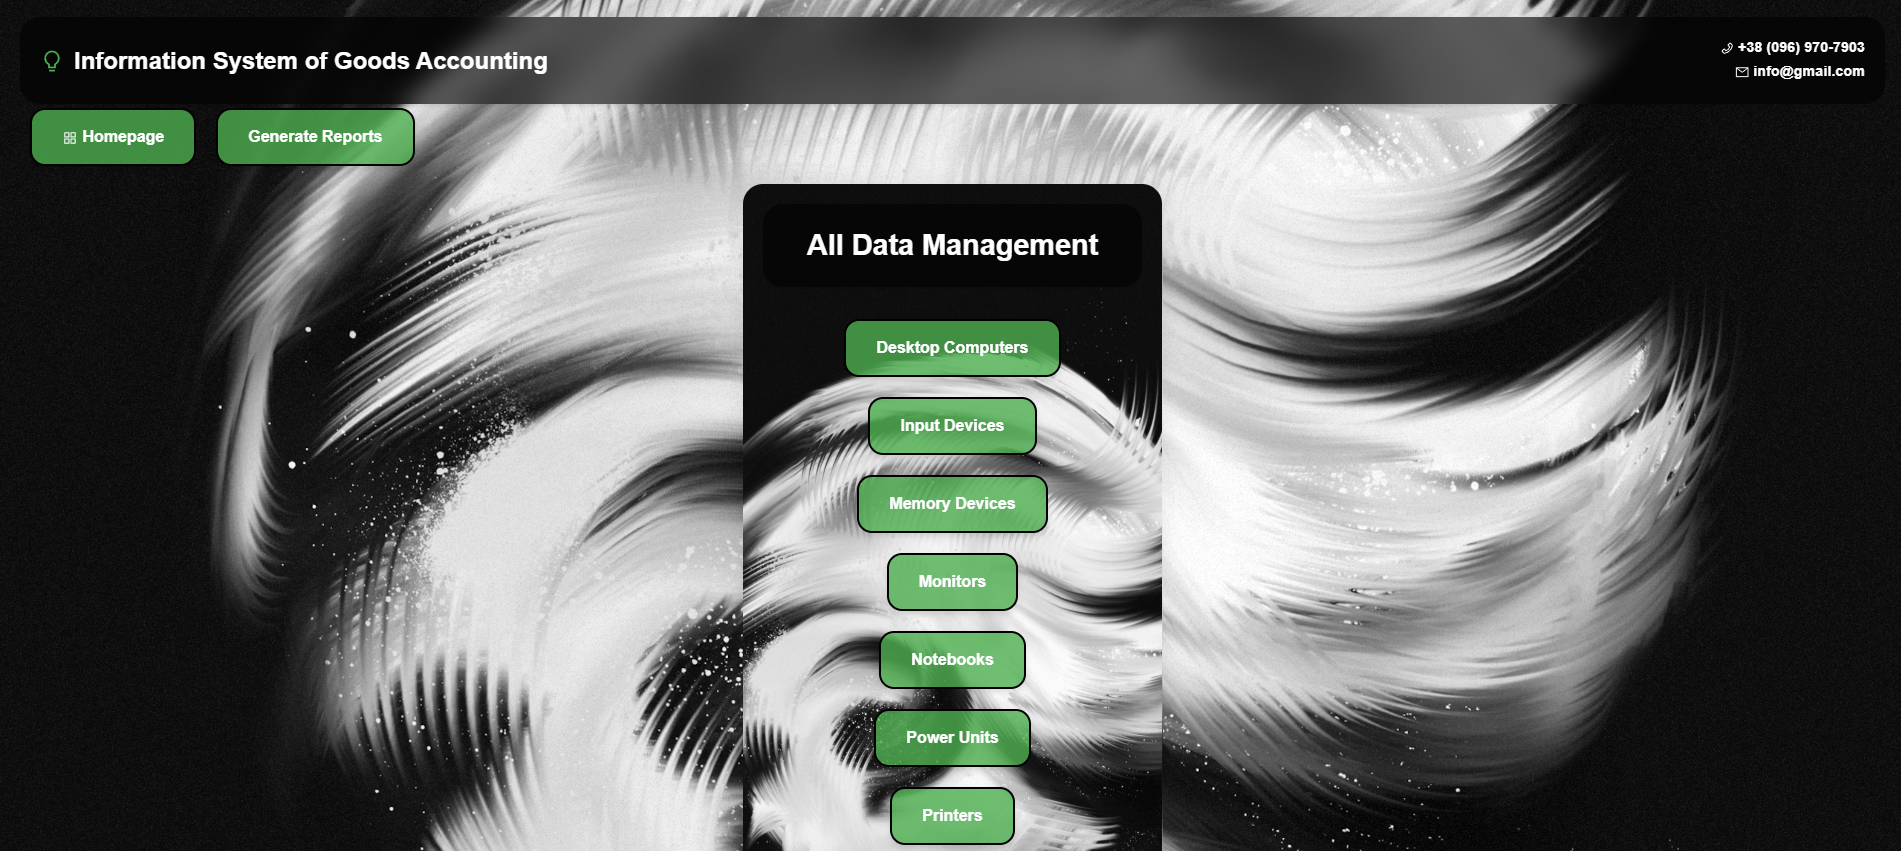 Information System of Goods Accounting
+38 (096) 970-7903
info@gmail.com
Homepage
Generate Reports
All Data Management
Desktop Computers
Input Devices
Memory Devices
Monitors
Notebooks
Power Units
Printers